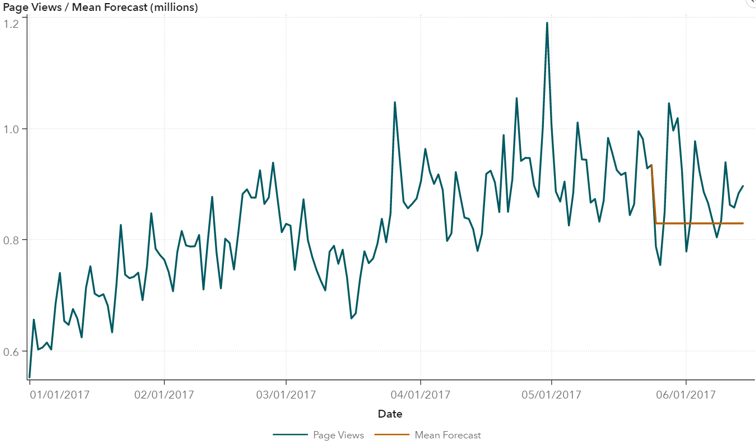 Page Views / Mean Forecast (millions)
1.2
1.0
0.8
0.6
01/01/2017 02/01/2017 03/01/2017 04/01/2017 05/01/2017 06/01/2017
Date
Page Views Mean Forecast